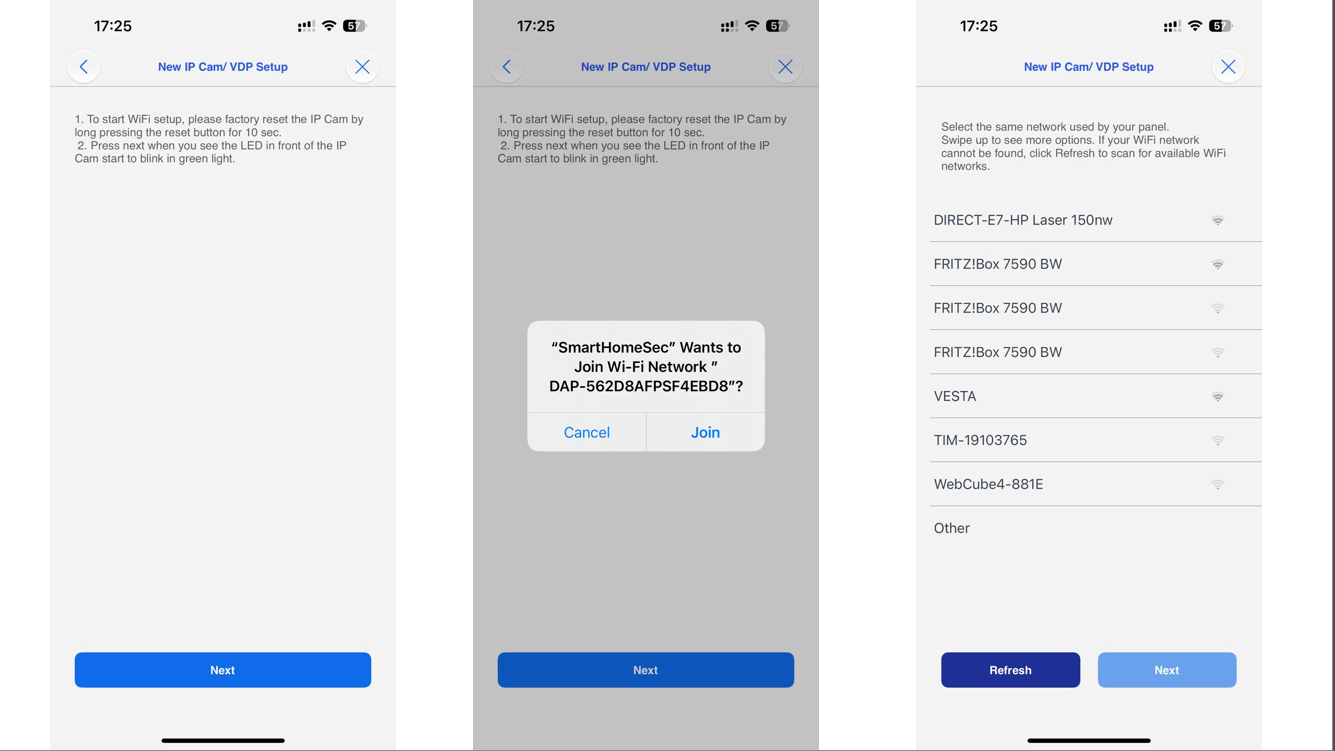 17:25
57
New IP Cam/ VDP Setup
1. To start WiFi setup, please factory reset the IP Cam by
long pressing the reset button for 10 sec.
2. Press next when you see the LED in front of the IP
Cam start to blink in green light.
Next
17:25
57
New IP Cam/ VDP Setup
1. To start WiFi setup, please factory reset the IP Cam by
long pressing the reset button for 10 sec.
2. Press next when you see the LED in front of the IP
Cam start to blink in green light.
“SmartHomeSec” Wants to
Join Wi-Fi Network ”
DAP-562D8AFPSF4EBD8”?
Cancel
Join
Next
17:25
57
New IP Cam/ VDP Setup
Select the same network used by your panel.
Swipe up to see more options. If your WiFi network
cannot be found, click Refresh to scan for available WiFi
networks.
DIRECT-E7-HP Laser 150nw
FRITZ!Box 7590 BW
FRITZ!Box 7590 BW
FRITZ!Box 7590 BW
VESTA
TIM-19103765
WebCube4-881E
Other
Refresh
Next